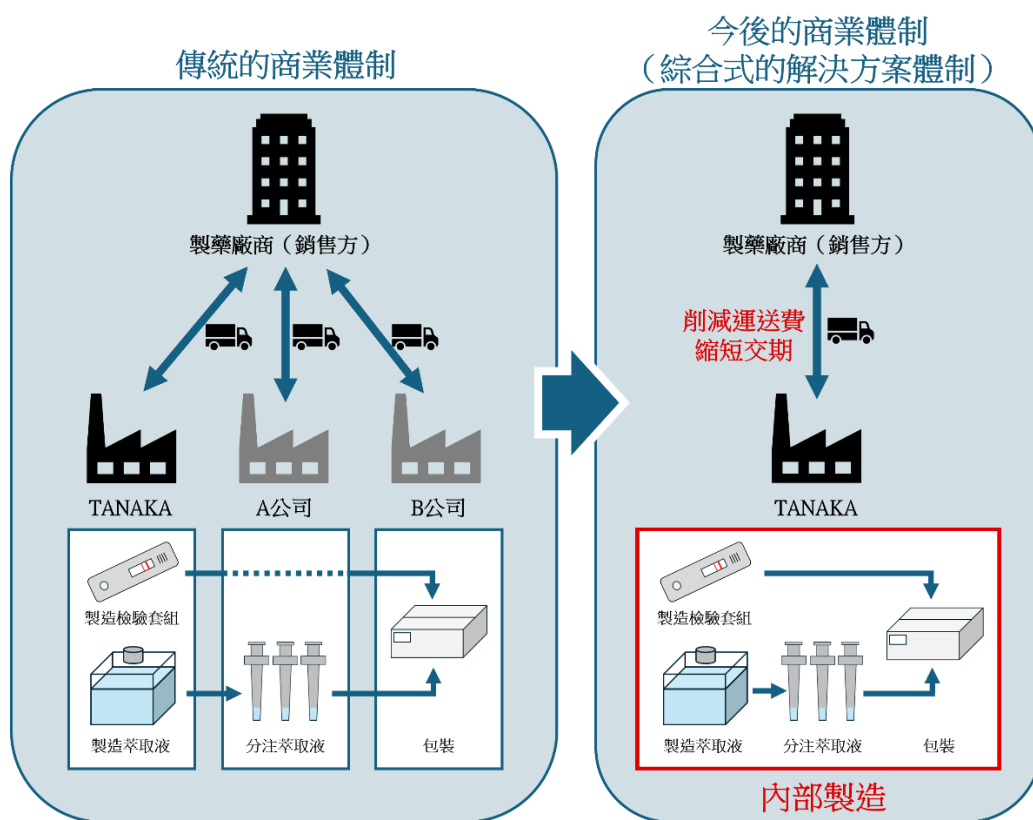 傳統的商業體制
製藥廠商（銷售方）
TANAKA
A公司
B公司
製造檢驗套組
製造萃取液
分注萃取液
包裝
今後的商業體制
（綜合式的解決方案體制）
製藥廠商（銷售方）
削減運送費
縮短交期
TANAKA
製造檢驗套組
製造萃取液
分注萃取液
包裝
內部製造